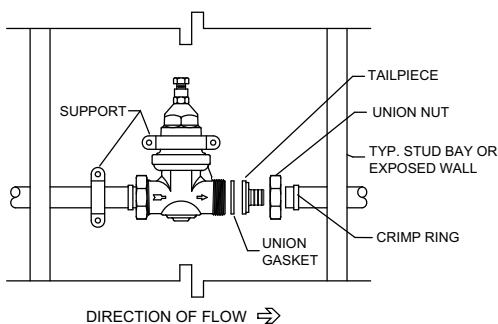 TAILPIECE
SUPPORT
UNION NUT
TYP. STUD BAY OR
EXPOSED WALL
CRIMP RING
UNION
GASKET
DIRECTION OF FLOW